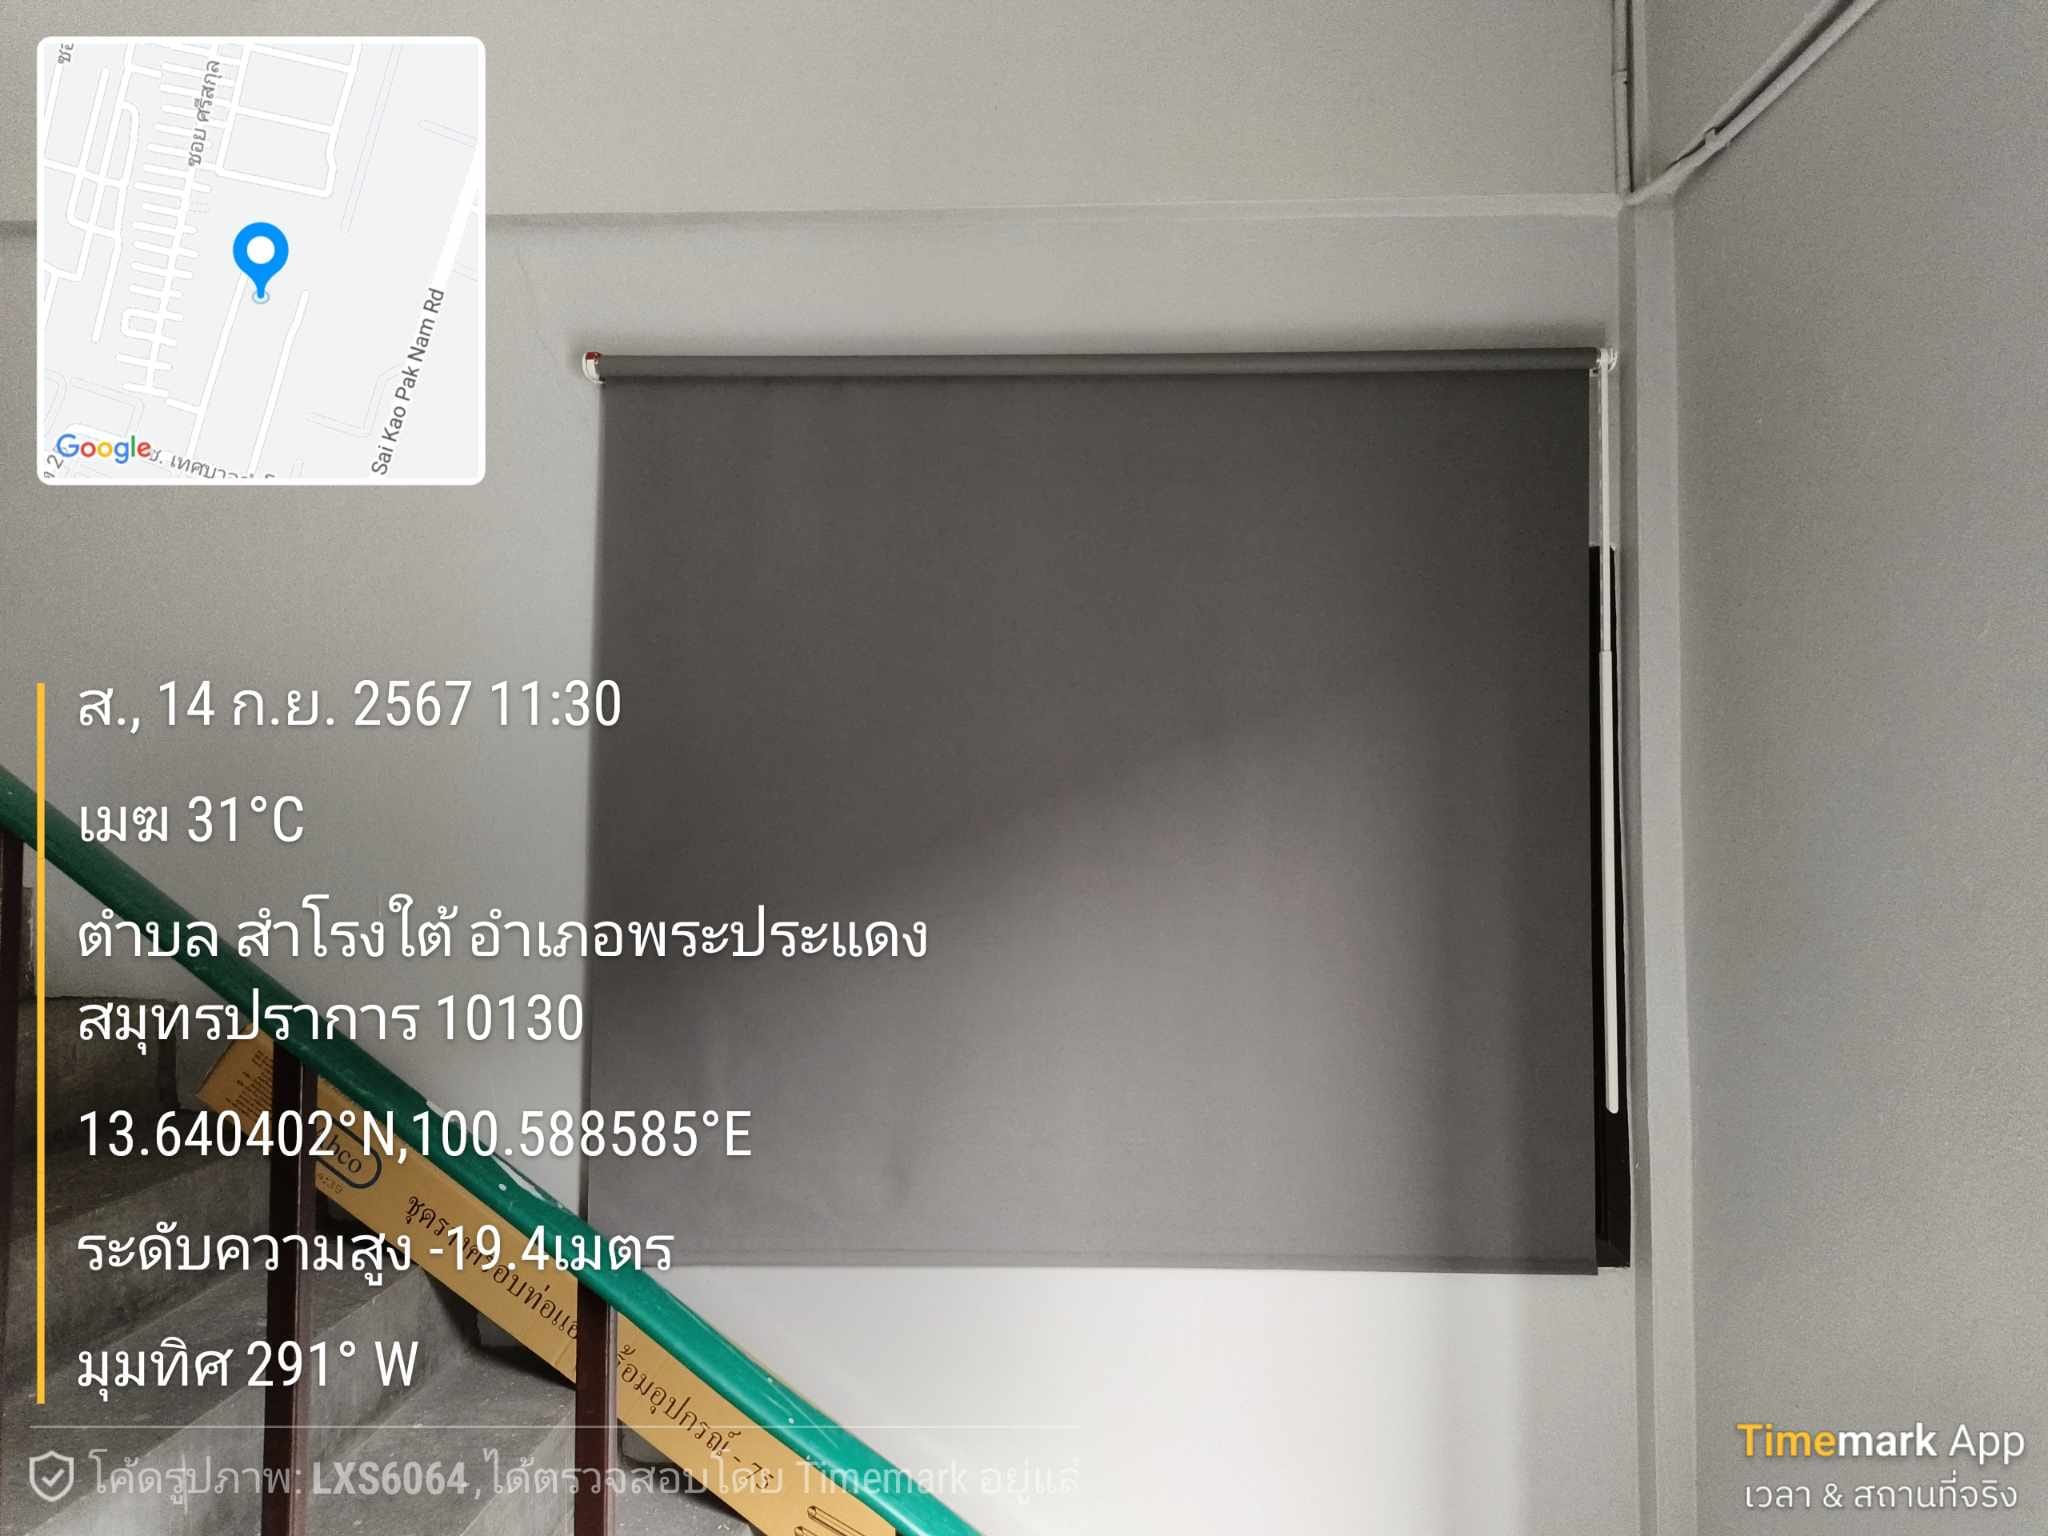 ซอย ศรีสกุล
Sai Kao Pak Nam Rd
Google
ส., 14 ก.ย. 2567 11:30
เมฆ 31°C
ตำบล สำโรงใต้ อำเภอพระประแดง
สมุทรปราการ 10130
13.640402°N,100.588585°E
ระดับความสูง -19.4เมตร
มุมทิศ 291° W
โค้ดรูปภาพ: LXS6064, ได้ตรวจสอบโดย Timemark อยู่แล้
Timemark App
เวลา & สถานที่จริง